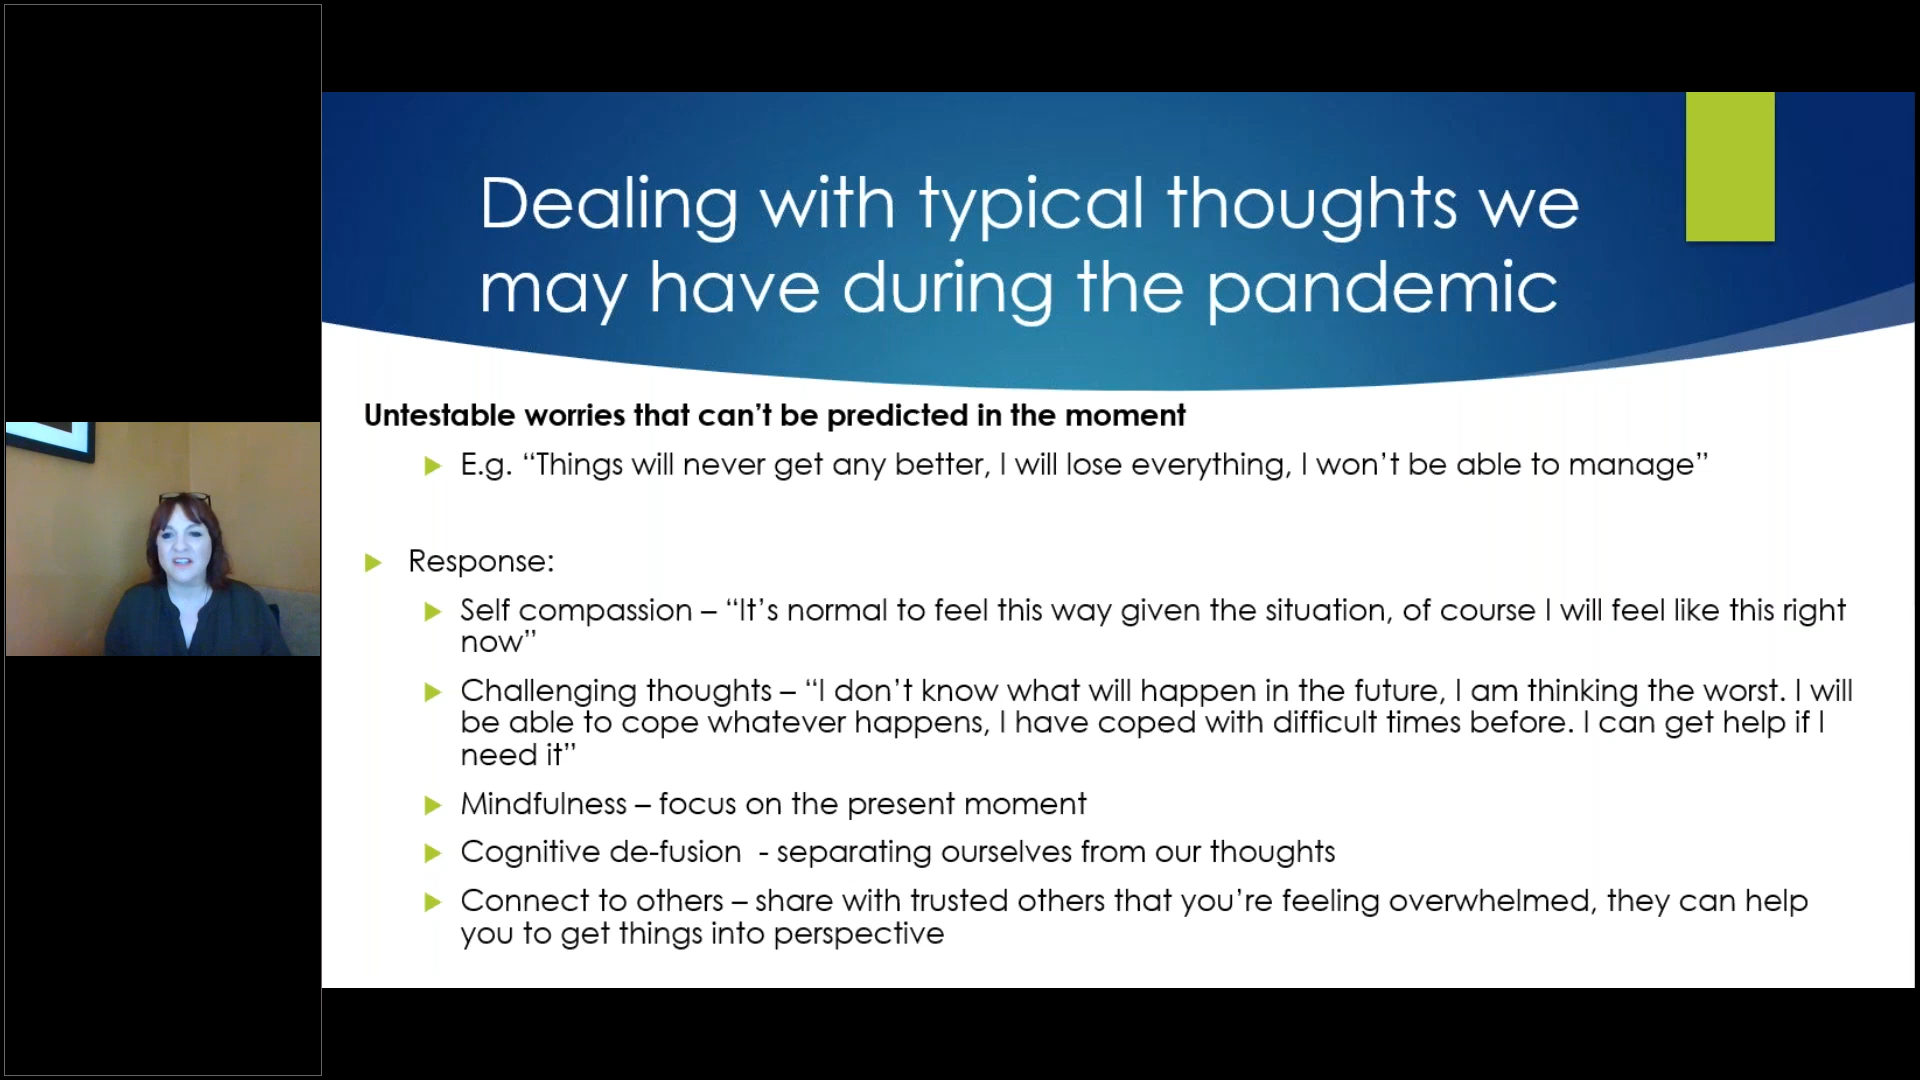 Dealing with typical thoughts we
may have during the pandemic
Untestable worries that can’t be predicted in the moment
E.g. “Things will never get any better, I will lose everything, I won’t be able to manage”
Response:
Self compassion – “It’s normal to feel this way given the situation, of course I will feel like this right
now”
Challenging thoughts – “I don’t know what will happen in the future, I am thinking the worst. I will
be able to cope whatever happens, I have coped with difficult times before. I can get help if I
need it”
Mindfulness – focus on the present moment
Cognitive de-fusion  - separating ourselves from our thoughts
Connect to others – share with trusted others that you’re feeling overwhelmed, they can help
you to get things into perspective